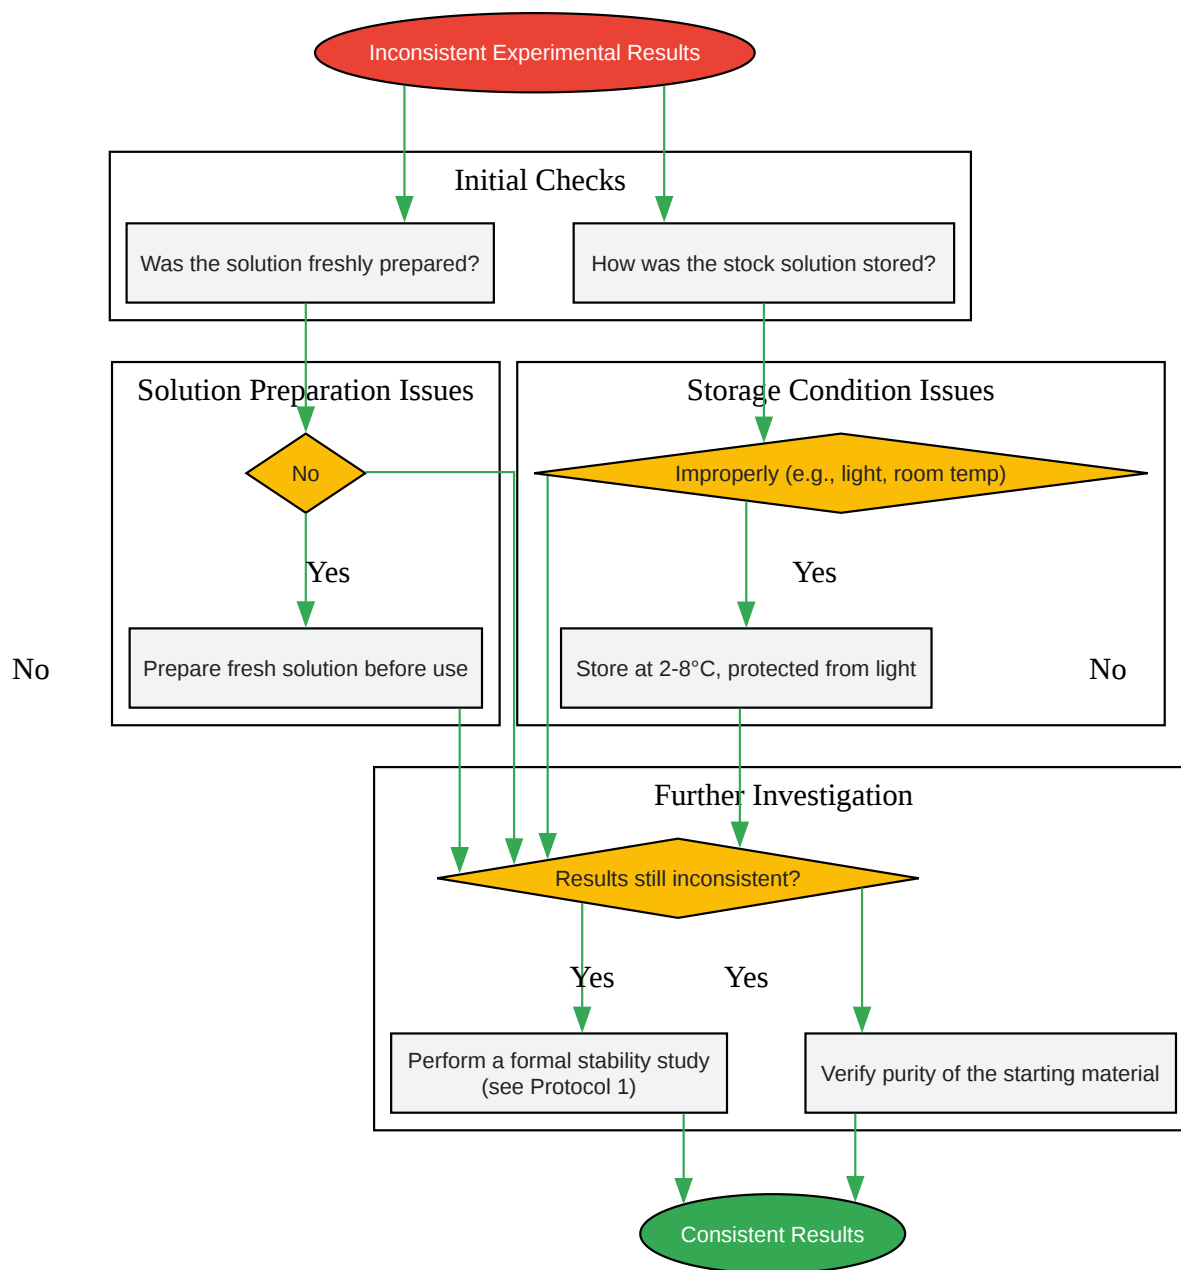 Inconsistent Experimental Results
Initial Checks
Was the solution freshly prepared?
How was the stock solution stored?
Solution Preparation Issues
Storage Condition Issues
No
Improperly (e.g., light, room temp)
Yes
Yes
No
Prepare fresh solution before use
Store at 2-8°C, protected from light
No
Further Investigation
Results still inconsistent?
Yes
Yes
Perform a formal stability study
(see Protocol 1)
Verify purity of the starting material
Consistent Results